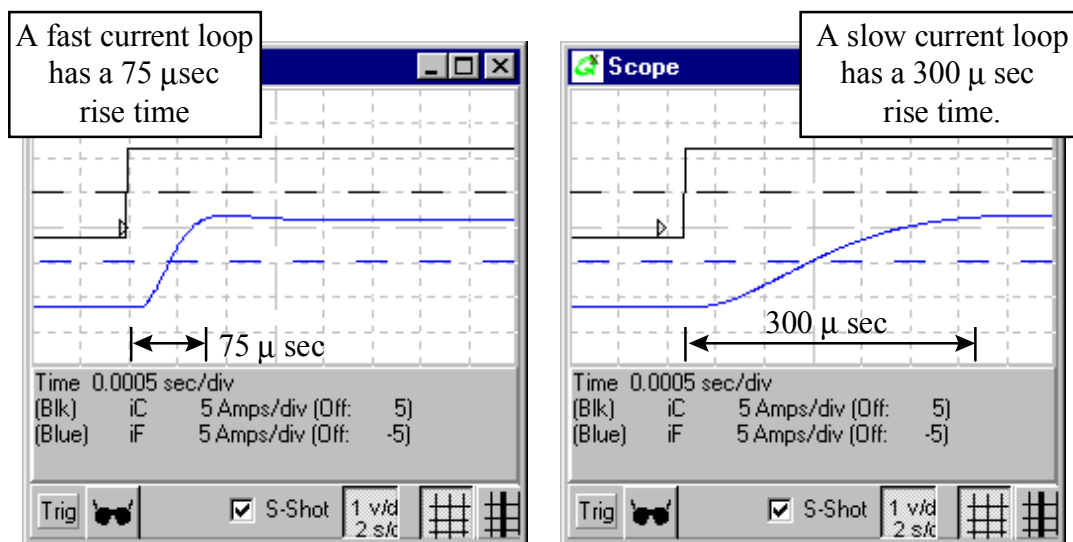 A fast current loop
has a 75 μsec
rise time
Scope
A slow current loop
has a 300 μ sec
rise time.
75 μ sec
300 μ sec
Time 0.0005 sec/div
(Blk) iC 5 Amps/div (Off: 5)
(Blue) iF 5 Amps/div (Off: -5)
Trig
S-Shot
1 v/d
2 s/d
Time 0.0005 sec/div
(Blk) iC 5 Amps/div (Off: 5)
(Blue) iF 5 Amps/div (Off: -5)
Trig
S-Shot
1 v/d
2 s/d